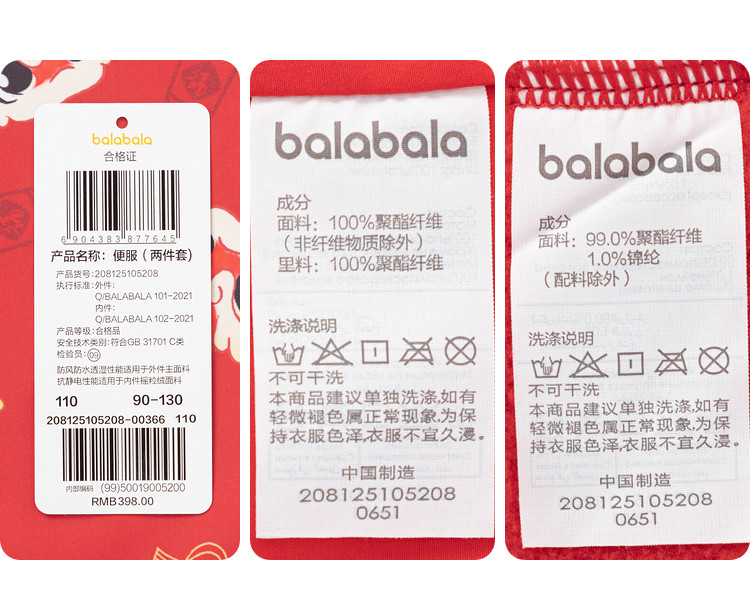 balabala
合格证
6 904383 877645
产品名称：便服（两件套）
产品货号:208125105208
执行标准:外件:
Q/BALABALA 101-2021
内件:
Q/BALABALA 102-2021
产品等级:合格品
安全技术类别:符合GB 31701 C类
检验员:09
防风防水透湿性能适用于外件主面料
抗静电性能适用于内件摇粒绒面料
110 90-130
208125105208-00366 110
内部编码 (99)50019005200
RMB398.00
balabala
成分
面料：100%聚酯纤维
（非纤维物质除外）
里料：100%聚酯纤维
洗涤说明
不可干洗
本商品建议单独洗涤,如有
轻微褪色属正常现象,为保
持衣服色泽,衣服不宜久浸。
中国制造
208125105208
0651
balabala
成分
面料：99.0%聚酯纤维
1.0%锦纶
（配料除外）
洗涤说明
不可干洗
本商品建议单独洗涤,如有
轻微褪色属正常现象,为保
持衣服色泽,衣服不宜久浸。
中国制造
208125105208
0651